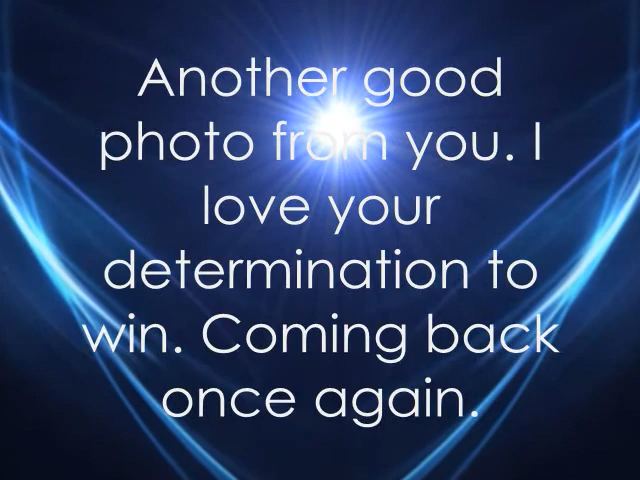 Another good
photo from you. I
love your
determination to
win. Coming back
once again.